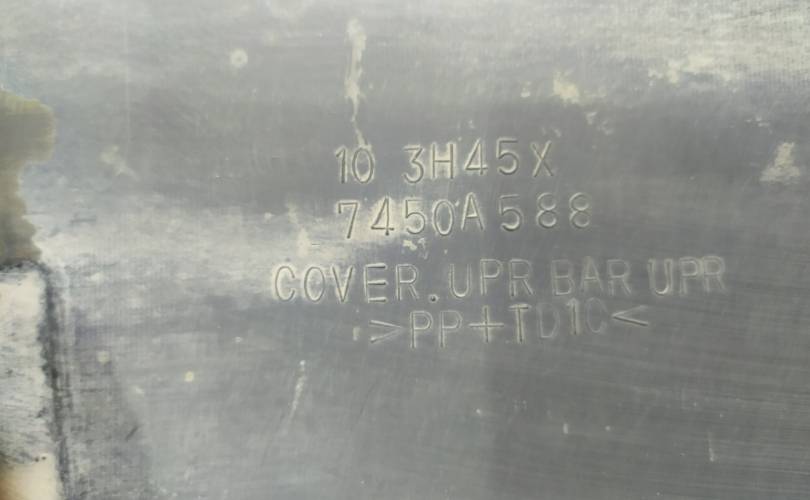 10 3H45X
7450A588
COVER.UPR BAR UPR
>PP+TD10<